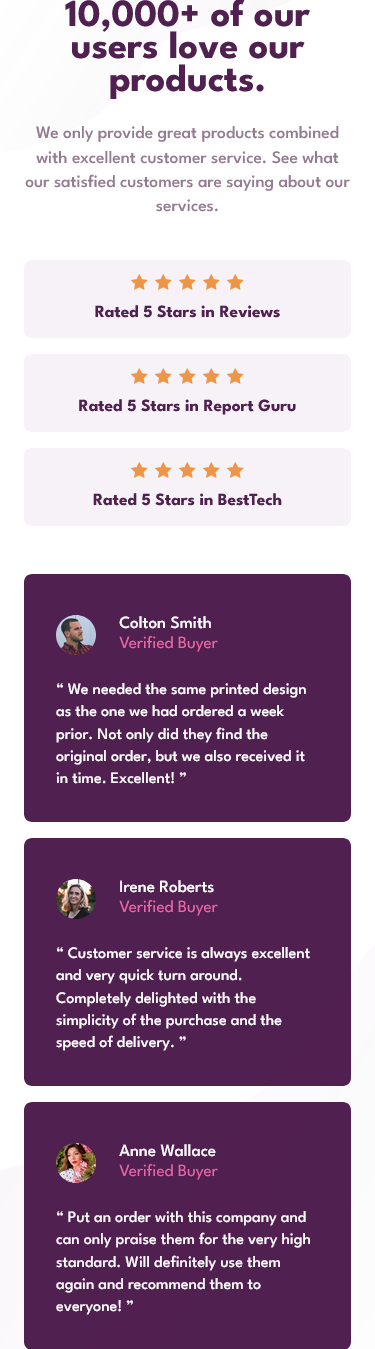 10,000+ of our
users love our
products.
We only provide great products combined
with excellent customer service. See what
our satisfied customers are saying about our
services.
Rated 5 Stars in Reviews
Rated 5 Stars in Report Guru
Rated 5 Stars in BestTech
Colton Smith
Verified Buyer
“ We needed the same printed design
as the one we had ordered a week
prior. Not only did they find the
original order, but we also received it
in time. Excellent! ”
Irene Roberts
Verified Buyer
“ Customer service is always excellent
and very quick turn around.
Completely delighted with the
simplicity of the purchase and the
speed of delivery. ”
Anne Wallace
Verified Buyer
“ Put an order with this company and
can only praise them for the very high
standard. Will definitely use them
again and recommend them to
everyone! ”